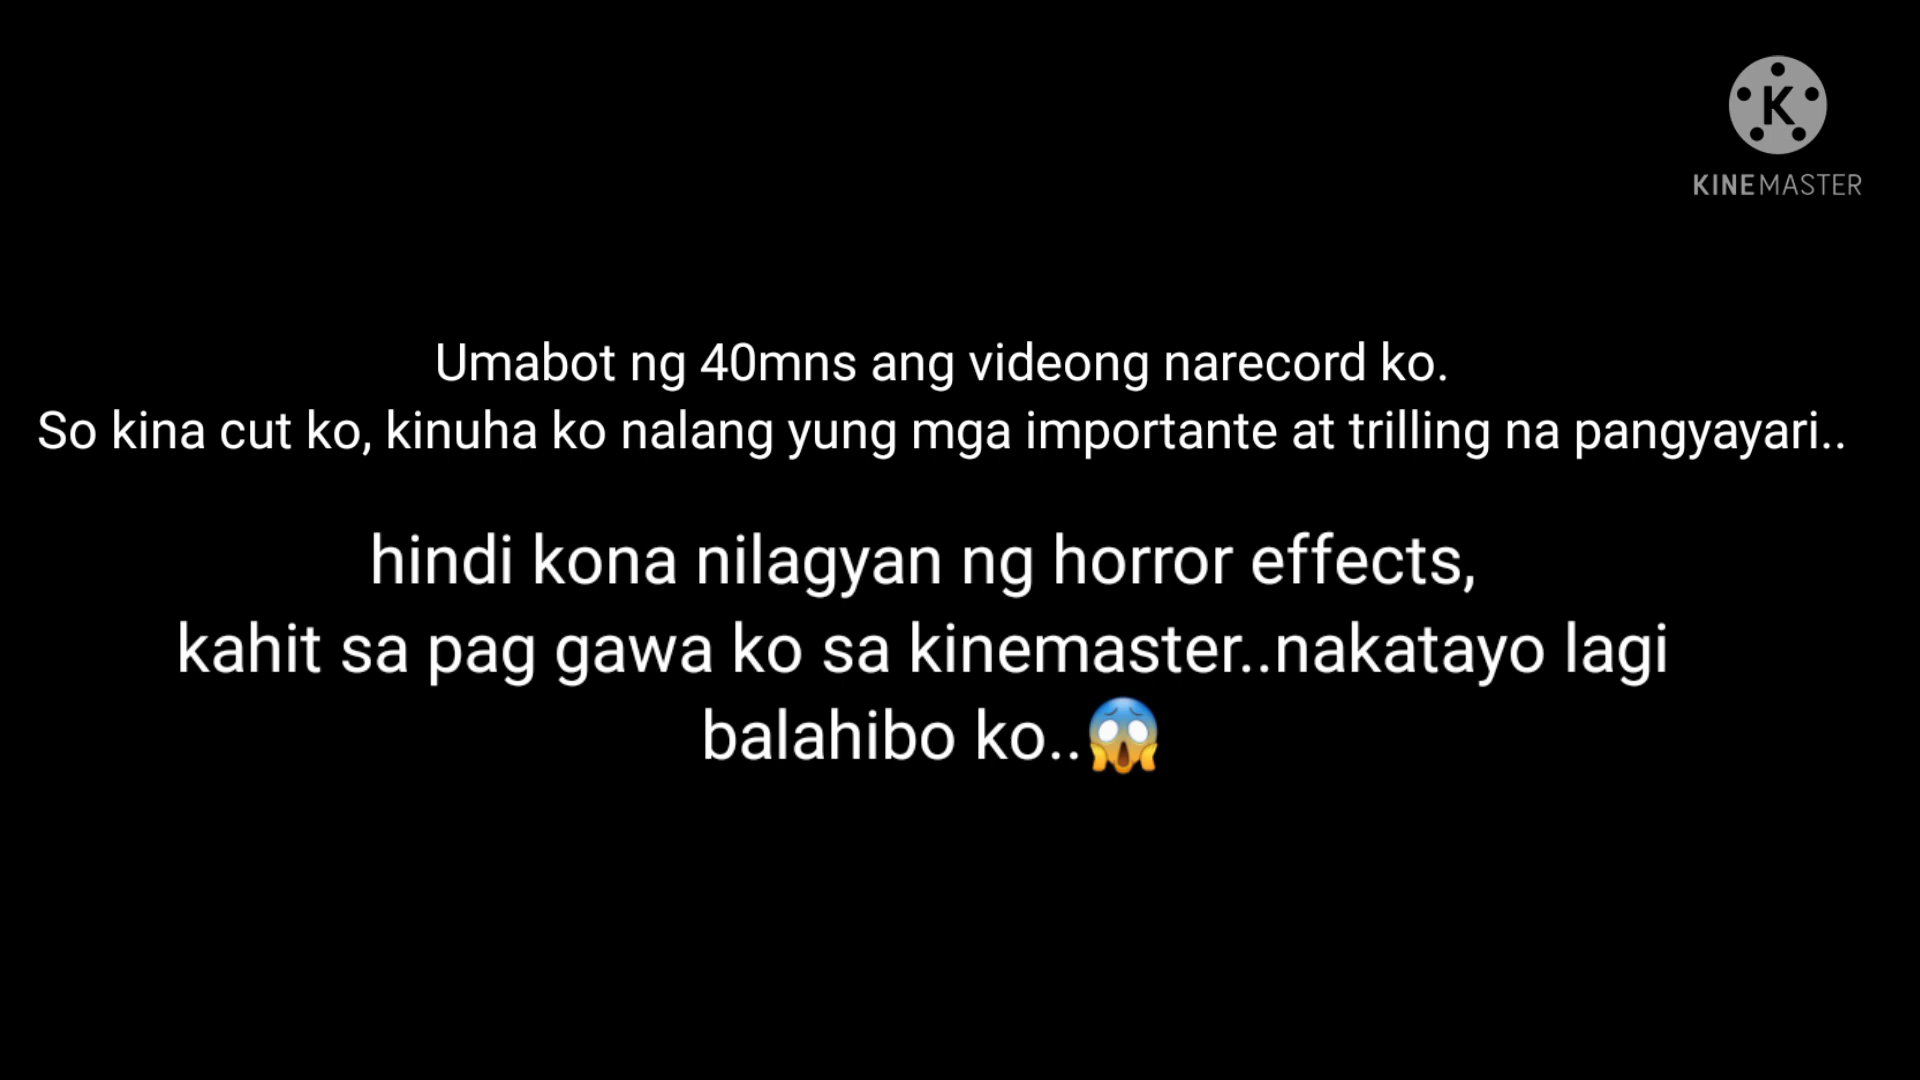 K
KINEMASTER
Umabot ng 40mns ang videong narecord ko.
So kina cut ko, kinuha ko nalang yung mga importante at trilling na pangyayari..
hindi kona nilagyan ng horror effects,
kahit sa pag gawa ko sa kinemaster..nakatayo lagi
balahibo ko..😱